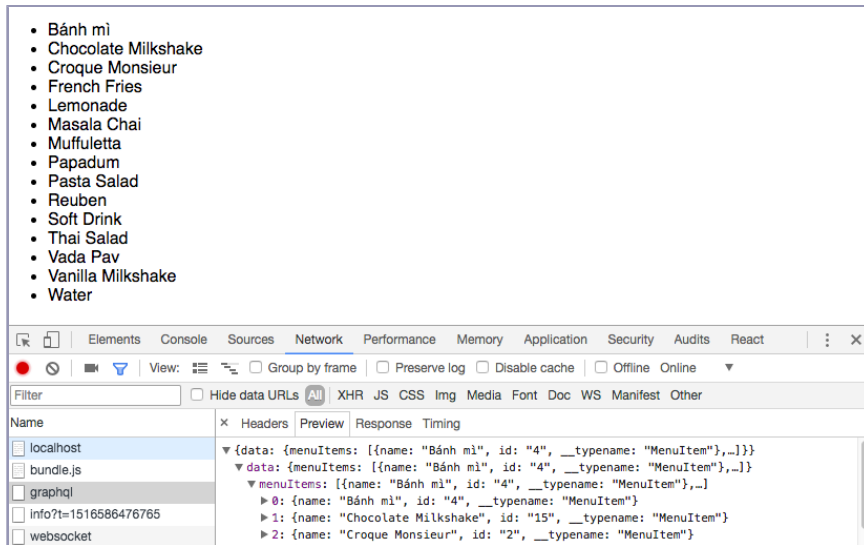 • Bánh mì
• Chocolate Milkshake
• Croque Monsieur
• French Fries
• Lemonade
• Masala Chai
• Muffuletta
• Papadum
• Pasta Salad
• Reuben
• Soft Drink
• Thai Salad
• Vada Pav
• Vanilla Milkshake
• Water
Elements Console Sources Network Performance Memory Application Security Audits React
View: Group by frame Preserve log Disable cache Offline Online
Filter Hide data URLs All XHR JS CSS Img Media Font Doc WS Manifest Other
Name × Headers Preview Response Timing
localhost
bundle.js
graphql
info?t=1516586476765
websocket
▼{data: {menuItems: [{name: "Bánh mì", id: "4", __typename: "MenuItem"},…]}}
▼data: {menuItems: [{name: "Bánh mì", id: "4", __typename: "MenuItem"},…]}
▼menuItems: [{name: "Bánh mì", id: "4", __typename: "MenuItem"},…]
▶0: {name: "Bánh mì", id: "4", __typename: "MenuItem"}
▶1: {name: "Chocolate Milkshake", id: "15", __typename: "MenuItem"}
▶2: {name: "Croque Monsieur", id: "2", __typename: "MenuItem"}